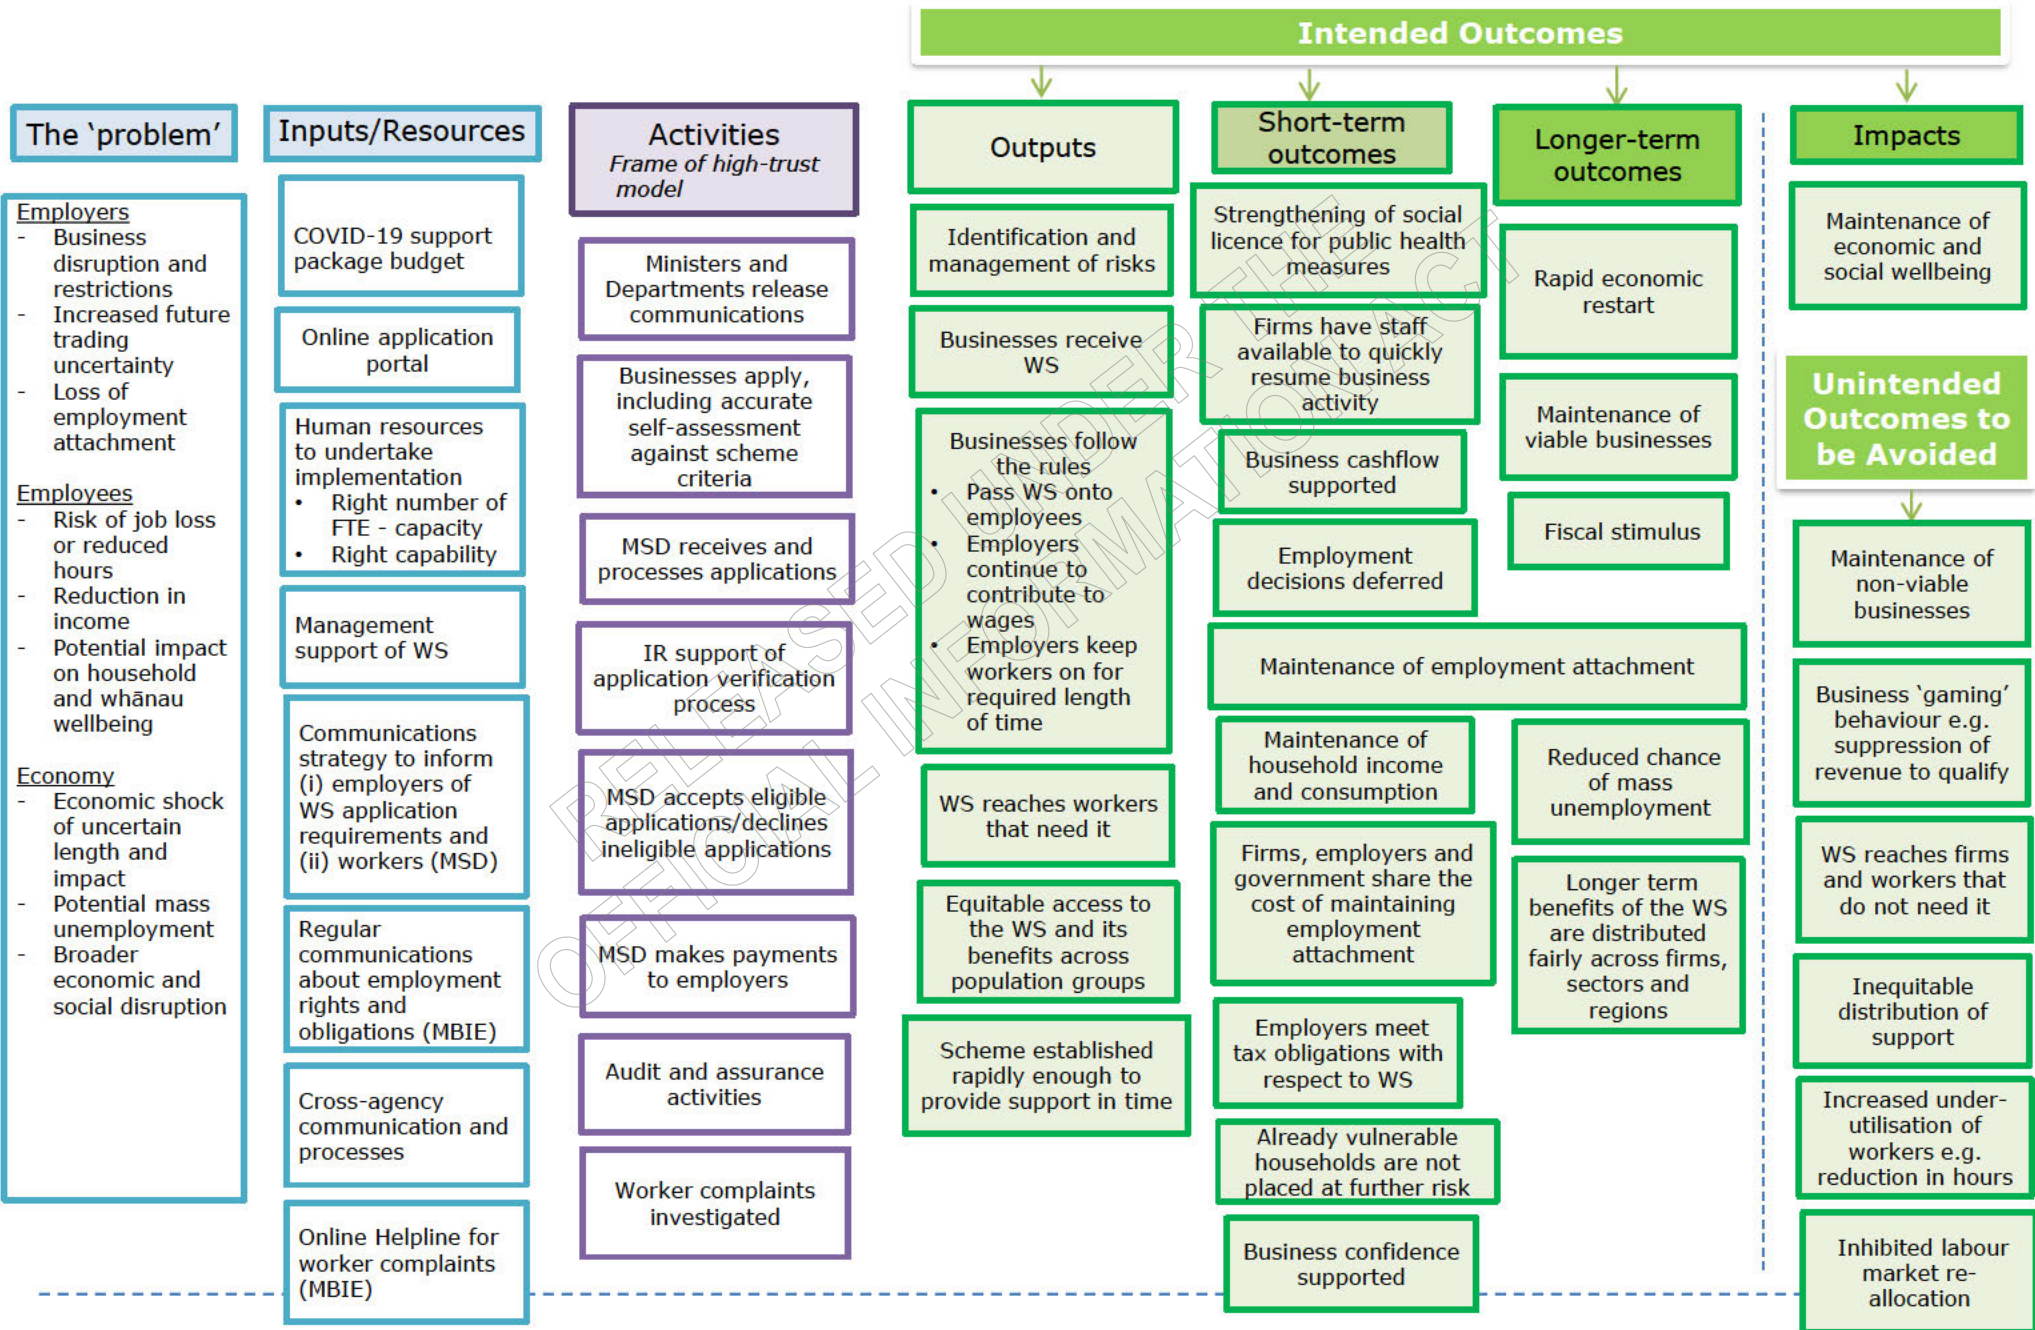 Intended Outcomes
The ‘problem’
Employers
- Business
disruption and
restrictions
- Increased future
trading
uncertainty
- Loss of
employment
attachment
Employees
- Risk of job loss
or reduced
hours
- Reduction in
income
- Potential impact
on household
and whānau
wellbeing
Economy
- Economic shock
of uncertain
length and
impact
- Potential mass
unemployment
- Broader
economic and
social disruption
Inputs/Resources
COVID-19 support
package budget
Online application
portal
Human resources
to undertake
implementation
• Right number of
FTE - capacity
• Right capability
Management
support of WS
Communications
strategy to inform
(i) employers of
WS application
requirements and
(ii) workers (MSD)
Regular
communications
about employment
rights and
obligations (MBIE)
Cross-agency
communication and
processes
Online Helpline for
worker complaints
(MBIE)
Activities
Frame of high-trust
model
Ministers and
Departments release
communications
Businesses apply,
including accurate
self-assessment
against scheme
criteria
MSD receives and
processes applications
IR support of
application verification
process
MSD accepts eligible
applications/declines
ineligible applications
MSD makes payments
to employers
Audit and assurance
activities
Worker complaints
investigated
Outputs
Identification and
management of risks
Businesses receive
WS
Businesses follow
the rules
• Pass WS onto
employees
• Employers
continue to
contribute to
wages
• Employers keep
workers on for
required length
of time
WS reaches workers
that need it
Equitable access to
the WS and its
benefits across
population groups
Scheme established
rapidly enough to
provide support in time
Short-term
outcomes
Strengthening of social
licence for public health
measures
Firms have staff
available to quickly
resume business
activity
Business cashflow
supported
Employment
decisions deferred
Maintenance of employment attachment
Maintenance of
household income
and consumption
Firms, employers and
government share the
cost of maintaining
employment
attachment
Employers meet
tax obligations with
respect to WS
Already vulnerable
households are not
placed at further risk
Business confidence
supported
Longer-term
outcomes
Rapid economic
restart
Maintenance of
viable businesses
Fiscal stimulus
Reduced chance
of mass
unemployment
Longer term
benefits of the WS
are distributed
fairly across firms,
sectors and
regions
Impacts
Maintenance of
economic and
social wellbeing
Unintended
Outcomes to
be Avoided
Maintenance of
non-viable
businesses
Business ‘gaming’
behaviour e.g.
suppression of
revenue to qualify
WS reaches firms
and workers that
do not need it
Inequitable
distribution of
support
Increased under-
utilisation of
workers e.g.
reduction in hours
Inhibited labour
market re-
allocation
RELEASED UNDER THE
OFFICIAL INFORMATION ACT